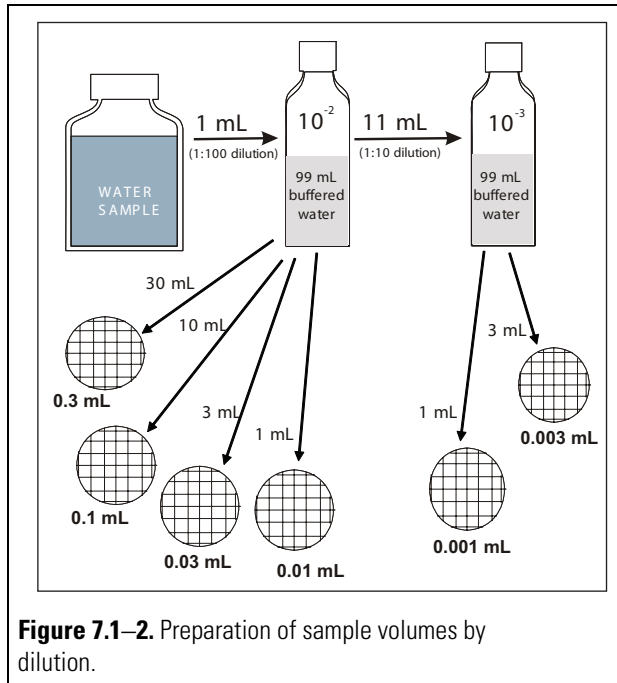 1 mL
(1:100 dilution)
10-2
11 mL
(1:10 dilution)
10-3
WATER
SAMPLE
99 mL
buffered
water
99 mL
buffered
water
30 mL
10 mL
3 mL
1 mL
1 mL
3 mL
0.3 mL
0.1 mL
0.03 mL
0.01 mL
0.001 mL
0.003 mL
Figure 7.1–2. Preparation of sample volumes by
dilution.